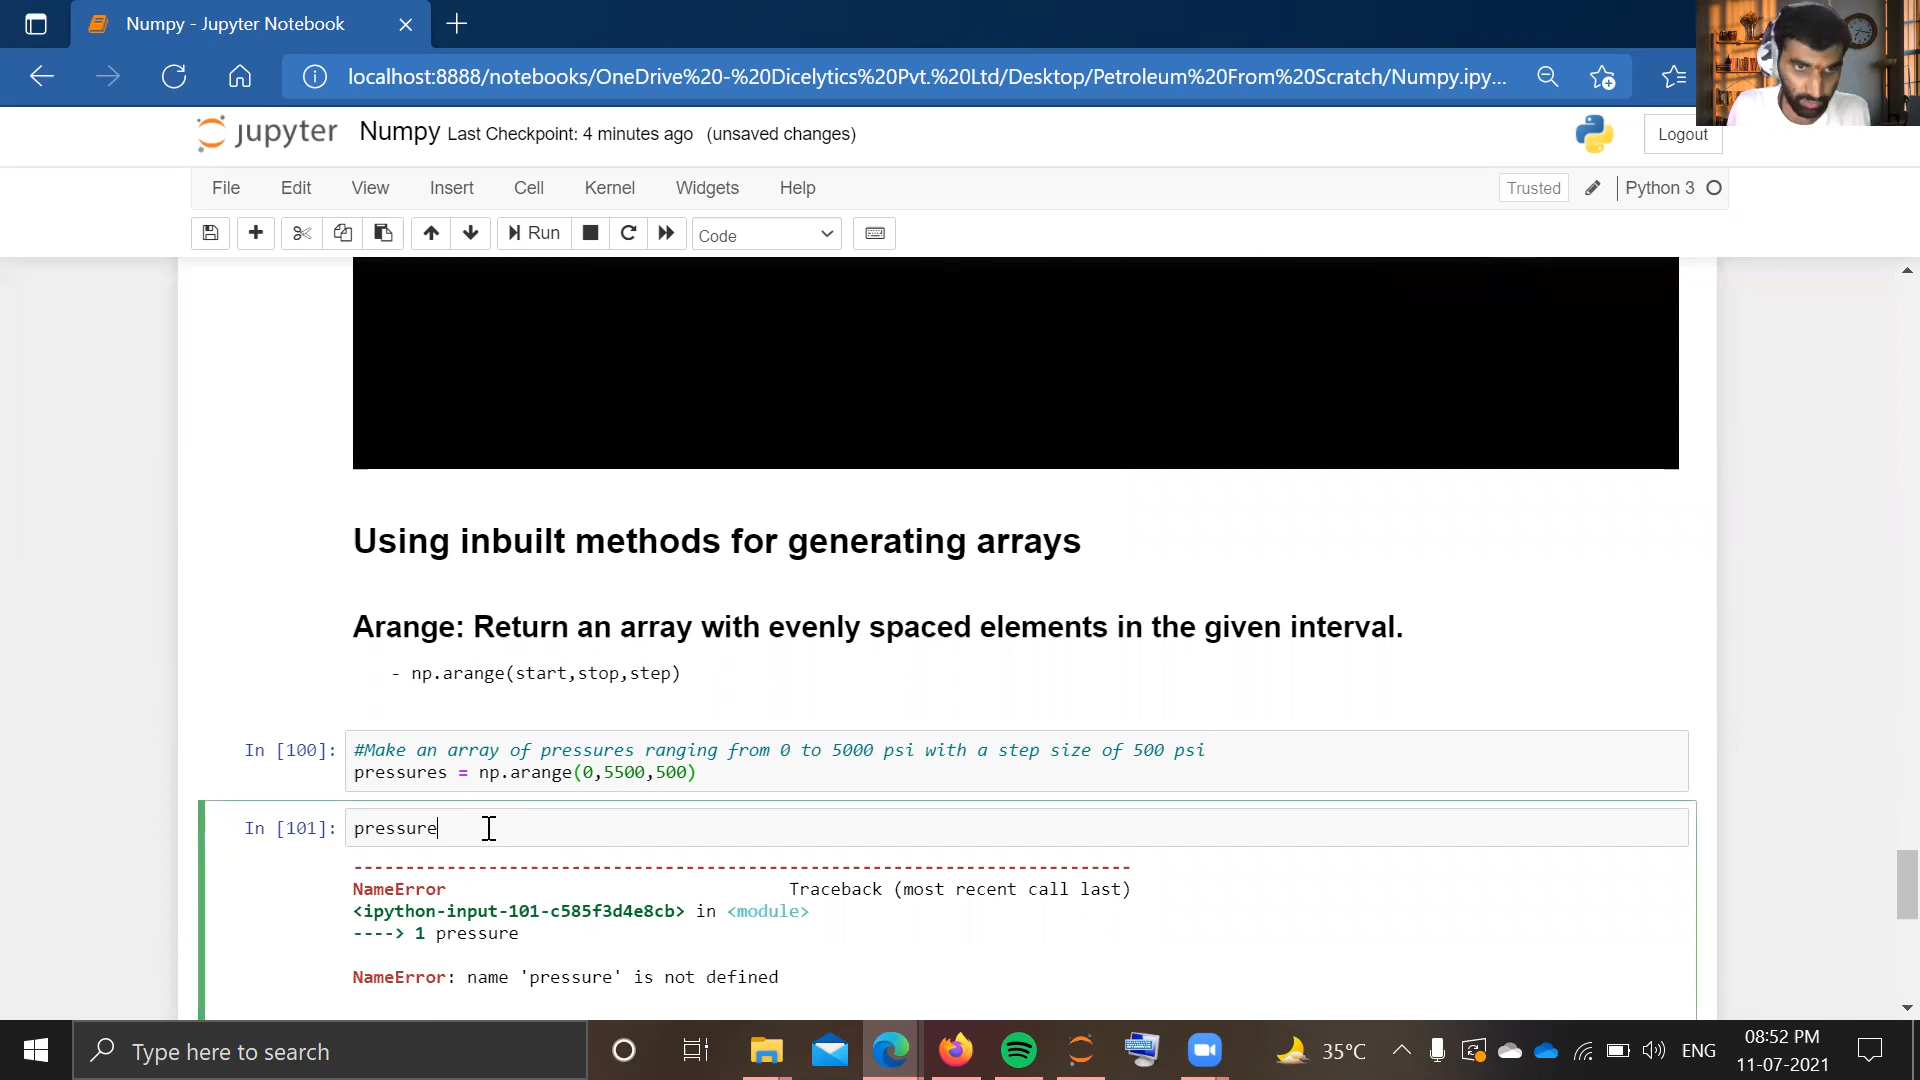 Numpy - Jupyter Notebook
localhost:8888/notebooks/OneDrive%20-%20Dicelytics%20Pvt.%20Ltd/Desktop/Petroleum%20From%20Scratch/Numpy.ipy...
jupyter Numpy Last Checkpoint: 4 minutes ago (unsaved changes) Logout
File Edit View Insert Cell Kernel Widgets Help Trusted Python 3
Run Code
Using inbuilt methods for generating arrays
Arange: Return an array with evenly spaced elements in the given interval.
- np.arange(start,stop,step)
In [100]: #Make an array of pressures ranging from 0 to 5000 psi with a step size of 500 psi
pressures = np.arange(0,5500,500)
In [101]: pressure
---------------------------------------------------------------------------
NameError Traceback (most recent call last)
<ipython-input-101-c585f3d4e8cb> in <module>
----> 1 pressure
NameError: name 'pressure' is not defined
Type here to search 35°C ENG 08:52 PM
11-07-2021